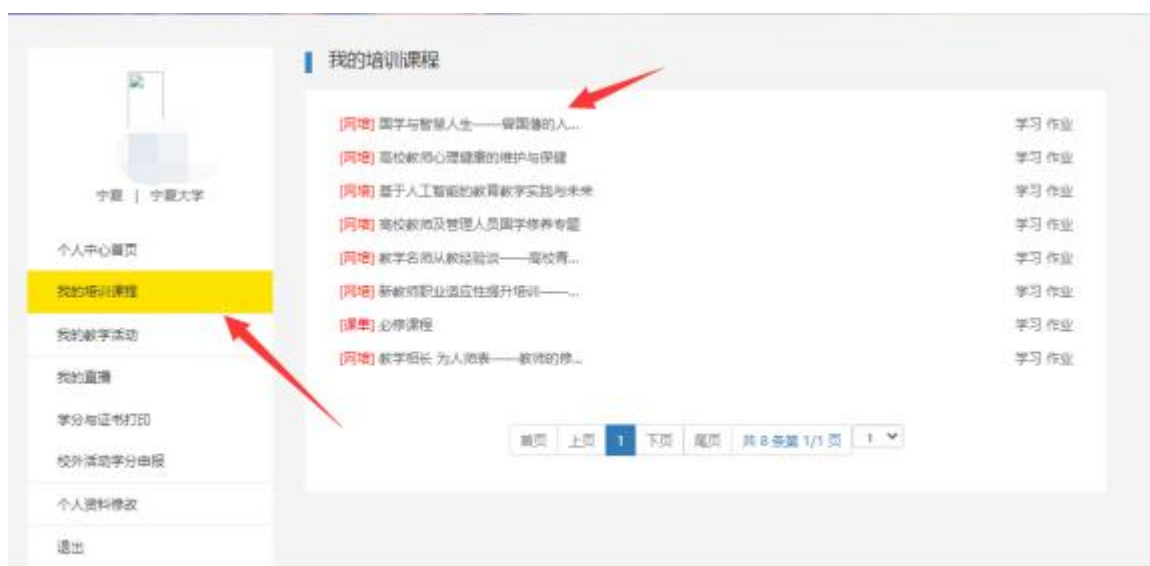 我的培训课程
宁夏 | 宁夏大学
个人中心首页
我的培训课程
我的教学活动
我的直播
学分与证书打印
校外活动学分申报
个人资料修改
退出
[网培] 国学与智慧人生——曾国藩的人... 学习 作业
[网培] 高校教师心理健康的维护与保健 学习 作业
[网培] 基于人工智能的教育教学实践与未来 学习 作业
[网培] 高校教师及管理人员国学修养专题 学习 作业
[网培] 教学名师从教经验谈——高校青... 学习 作业
[网培] 新教师职业适应性提升培训——... 学习 作业
[课单] 必修课程 学习 作业
[网培] 教学相长 为人师表——教师的修... 学习 作业
首页 上页 1 下页 尾页 共 8 条第 1/1 页 1